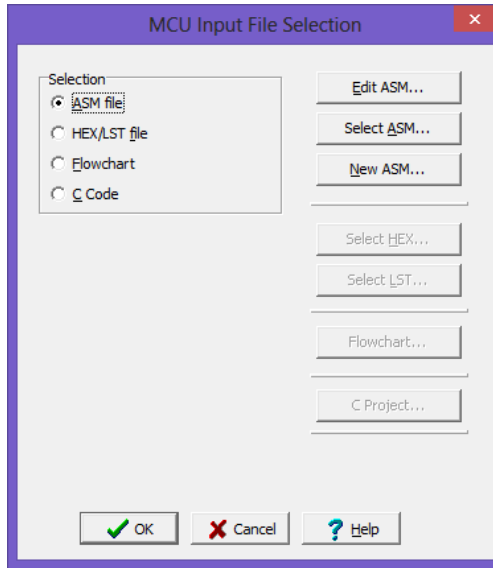 MCU Input File Selection
Selection
ASM file
HEX/LST file
Flowchart
C Code
Edit ASM...
Select ASM...
New ASM...
Select HEX...
Select LST...
Flowchart...
C Project...
OK
Cancel
Help